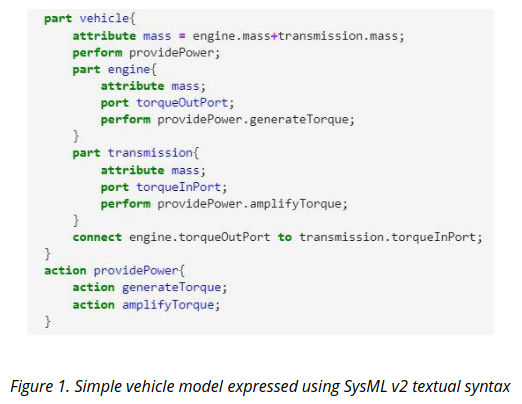 part vehicle{
attribute mass = engine.mass+transmission.mass;
perform providePower;
part engine{
attribute mass;
port torqueOutPort;
perform providePower.generateTorque;
}
part transmission{
attribute mass;
port torqueInPort;
perform providePower.amplifyTorque;
}
connect engine.torqueOutPort to transmission.torqueInPort;
}
action providePower{
action generateTorque;
action amplifyTorque;
}
Figure 1. Simple vehicle model expressed using SysML v2 textual syntax